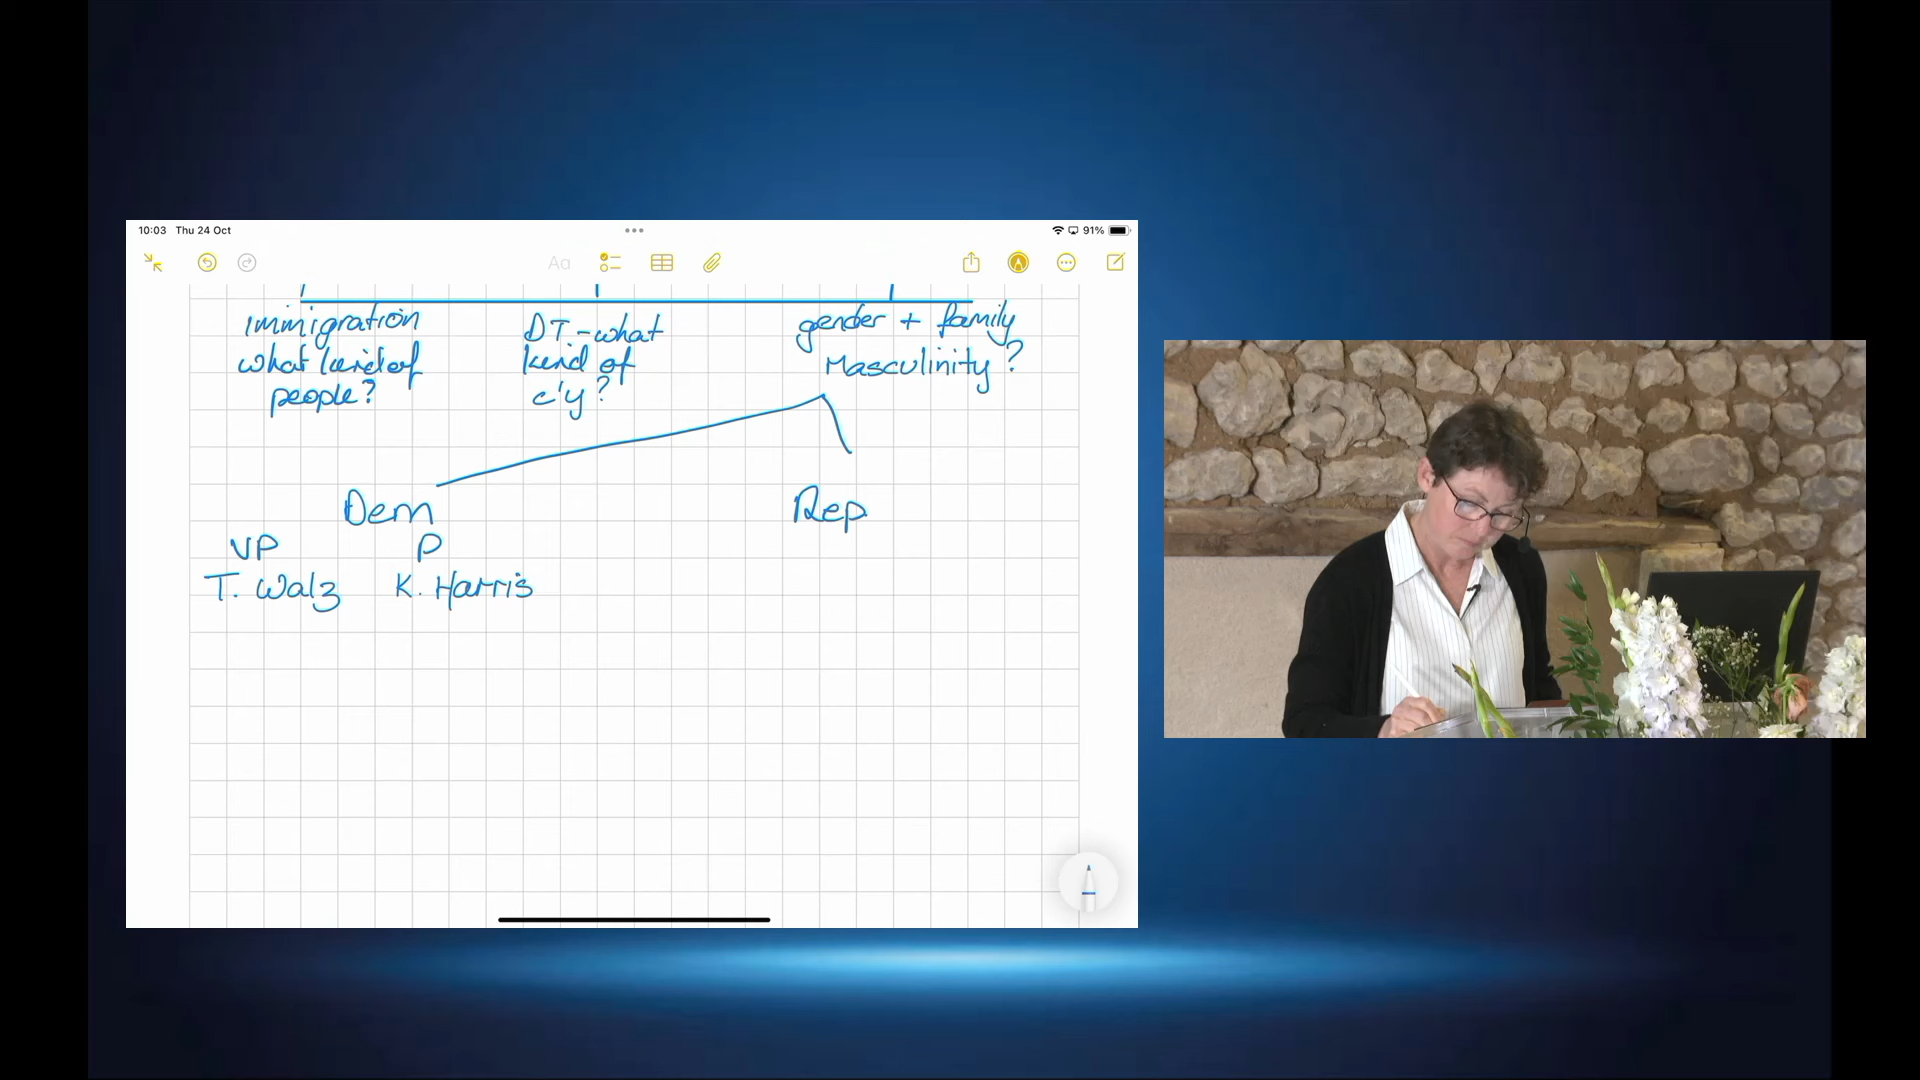 10:03 Thu 24 Oct
91%
Aa
Immigration
what kind of
people?
DT - what
kind of
c'y?
gender + family
Masculinity?
Dem
Rep
VP
P
T. Walz
K. Harris